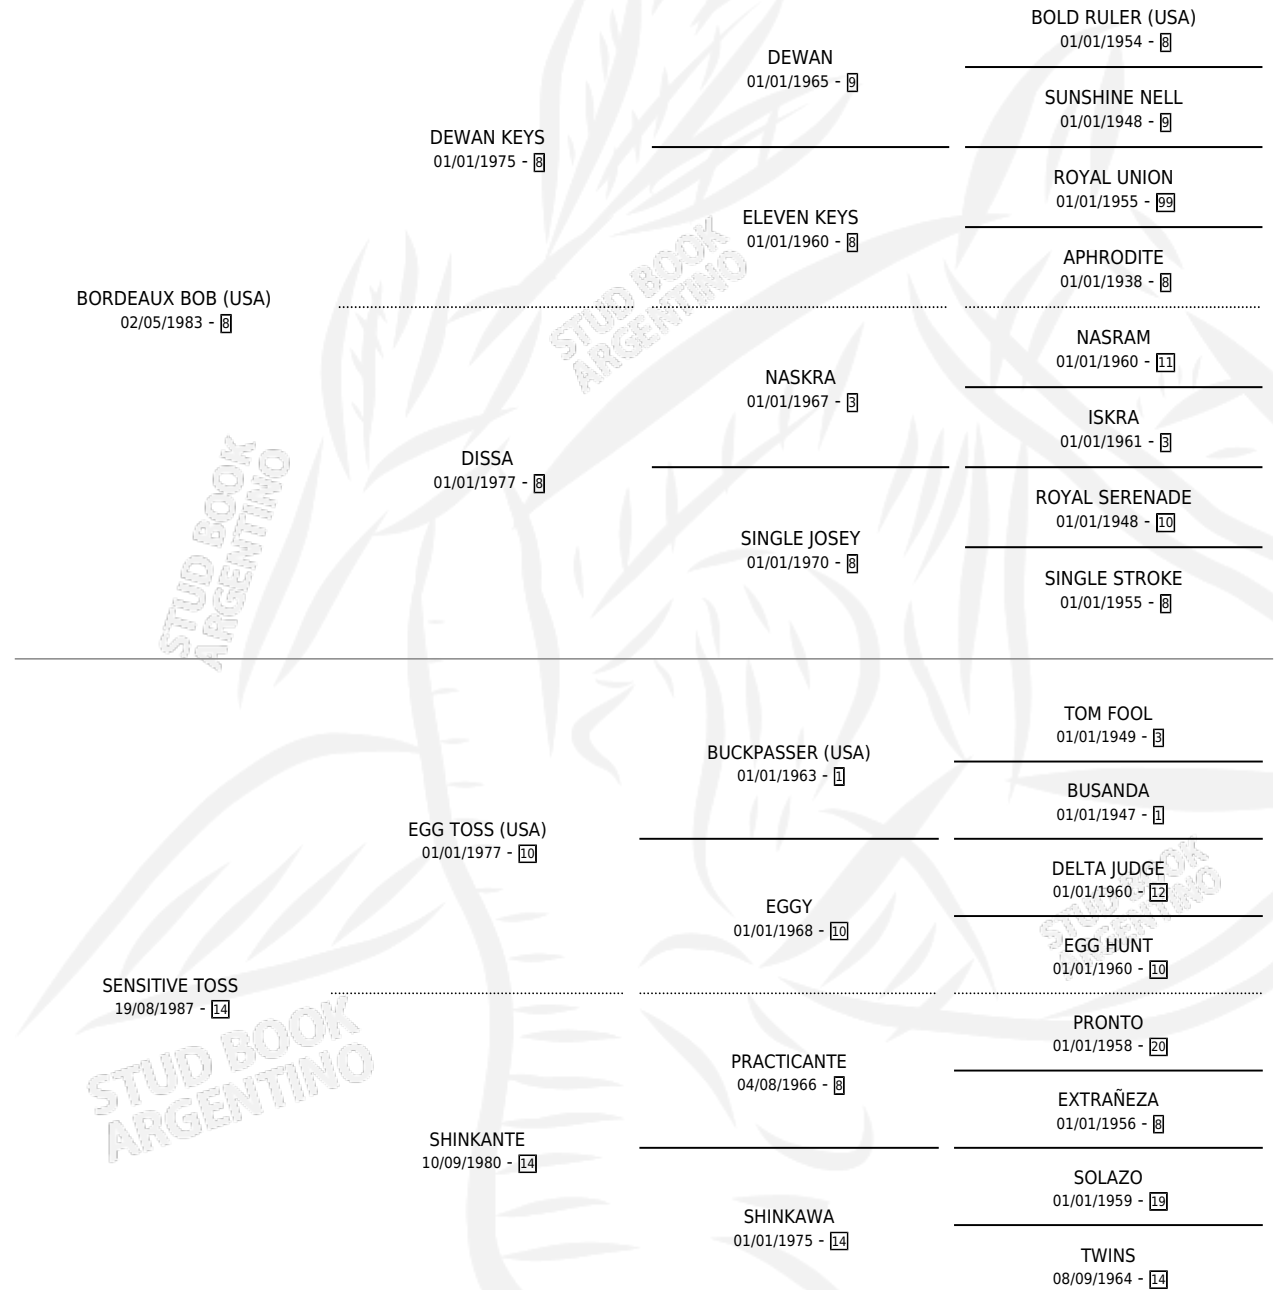 BOLD RULER (USA)
01/01/1954 - 8
DEWAN
01/01/1965 - 9
SUNSHINE NELL
01/01/1948 - 9
DEWAN KEYS
01/01/1975 - 8
ROYAL UNION
01/01/1955 - 99
ELEVEN KEYS
01/01/1960 - 8
APHRODITE
01/01/1938 - 8
BORDEAUX BOB (USA)
02/05/1983 - 8
STUD BOOK
ARGENTINO
NASRAM
01/01/1960 - 11
NASKRA
01/01/1967 - 3
ISKRA
01/01/1961 - 3
DISSA
01/01/1977 - 8
ROYAL SERENADE
01/01/1948 - 10
SINGLE JOSEY
01/01/1970 - 8
SINGLE STROKE
01/01/1955 - 8
STUD BOOK
ARGENTINO
TOM FOOL
01/01/1949 - 3
BUCKPASSER (USA)
01/01/1963 - 1
BUSANDA
01/01/1947 - 1
EGG TOSS (USA)
01/01/1977 - 10
DELTA JUDGE
01/01/1960 - 12
EGGY
01/01/1968 - 10
EGG HUNT
01/01/1960 - 10
STUD BOOK
ARGENTINO
SENSITIVE TOSS
19/08/1987 - 14
PRONTO
01/01/1958 - 20
PRACTICANTE
04/08/1966 - 8
EXTRAÑEZA
01/01/1956 - 8
STUD BOOK
ARGENTINO
SHINKANTE
10/09/1980 - 14
SOLAZO
01/01/1959 - 19
SHINKAWA
01/01/1975 - 14
TWINS
08/09/1964 - 14